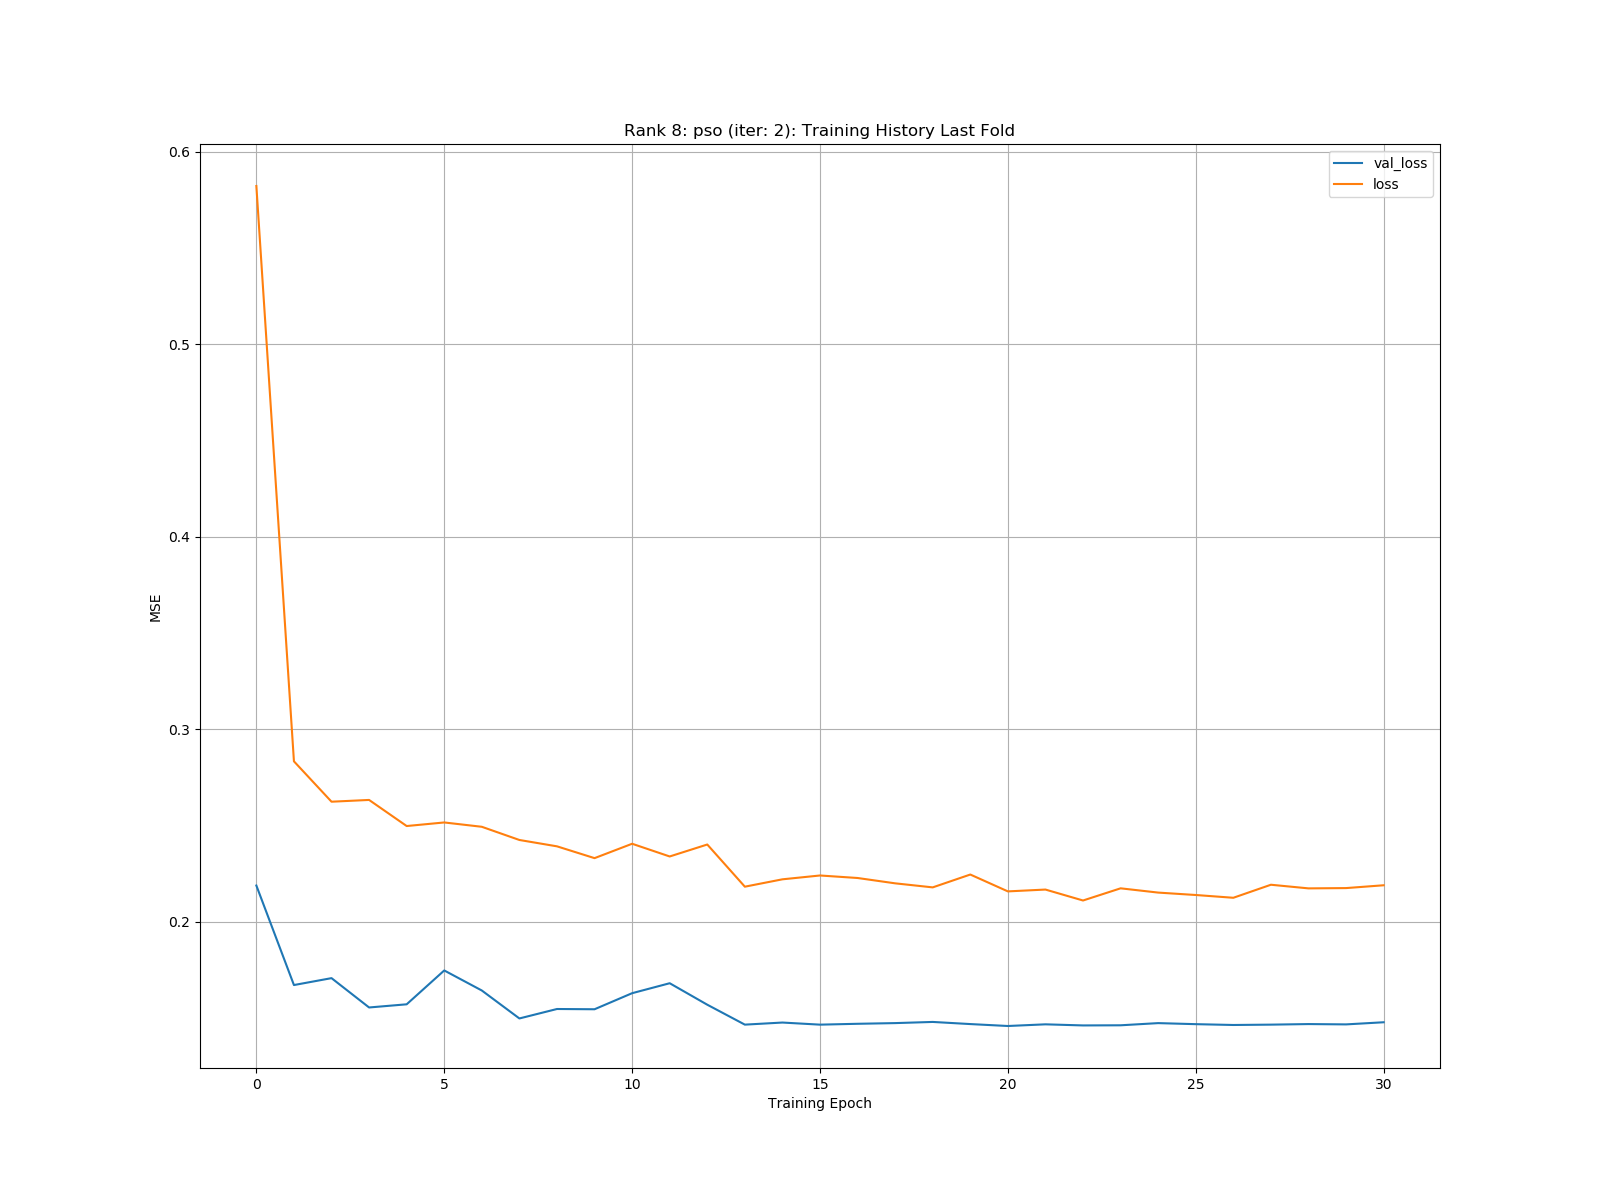 Rank 8: pso (iter: 2): Training History Last Fold
val_loss
loss
0.6
0.5
0.4
0.3
0.2
MSE
0 5 10 15 20 25 30
Training Epoch